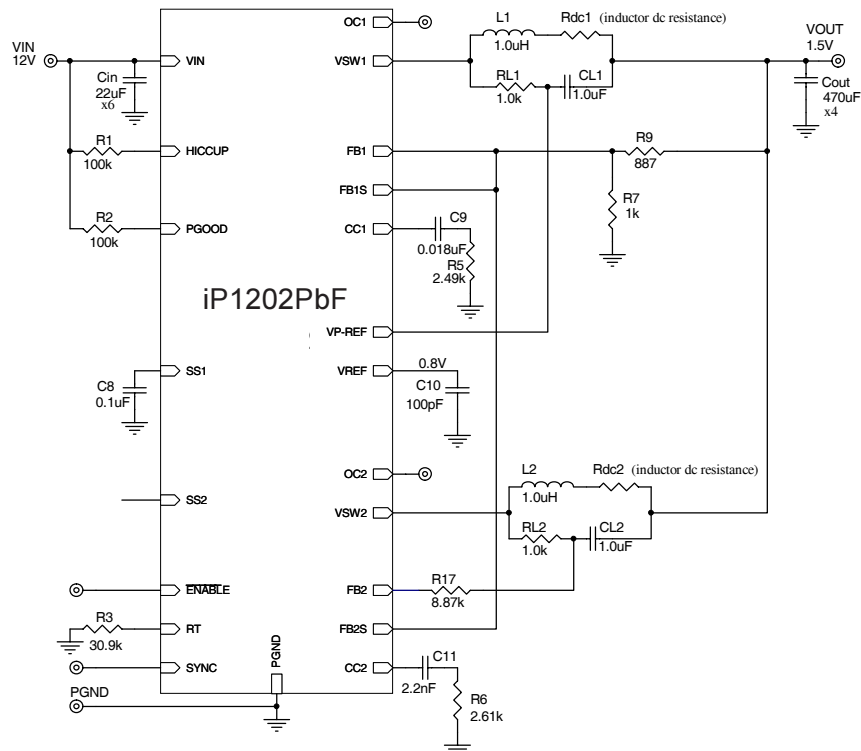 VIN
12V
Cin
22uF
x6
R1
100k
R2
100k
C8
0.1uF
R3
30.9k
PGND
VIN
HICCUP
PGOOD
iP1202PbF
SS1
SS2
ENABLE
RT
SYNC
PGND
OC1
VSW1
FB1
FB1S
CC1
VP-REF
VREF
OC2
VSW2
FB2
FB2S
CC2
L1
1.0uH
Rdc1 (inductor dc resistance)
RL1
1.0k
CL1
1.0uF
VOUT
1.5V
Cout
470uF
x4
R9
887
R7
1k
C9
0.018uF
R5
2.49k
0.8V
C10
100pF
L2
1.0uH
Rdc2 (inductor dc resistance)
RL2
1.0k
CL2
1.0uF
R17
8.87k
C11
2.2nF
R6
2.61k